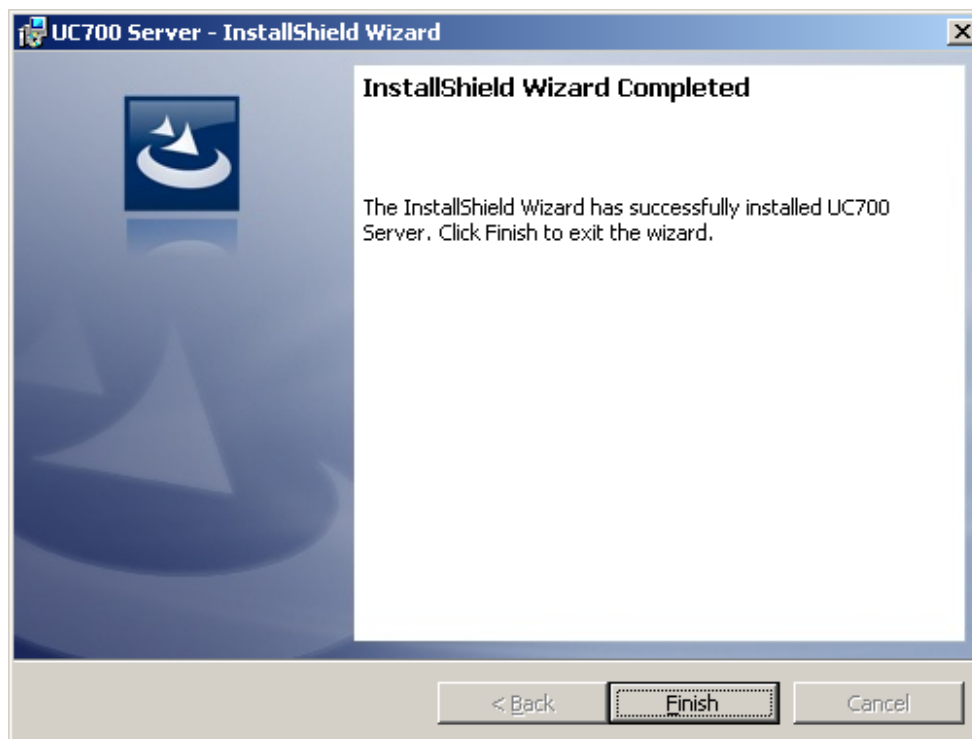 UC700 Server - InstallShield Wizard
InstallShield Wizard Completed
The InstallShield Wizard has successfully installed UC700
Server. Click Finish to exit the wizard.
< Back
Finish
Cancel